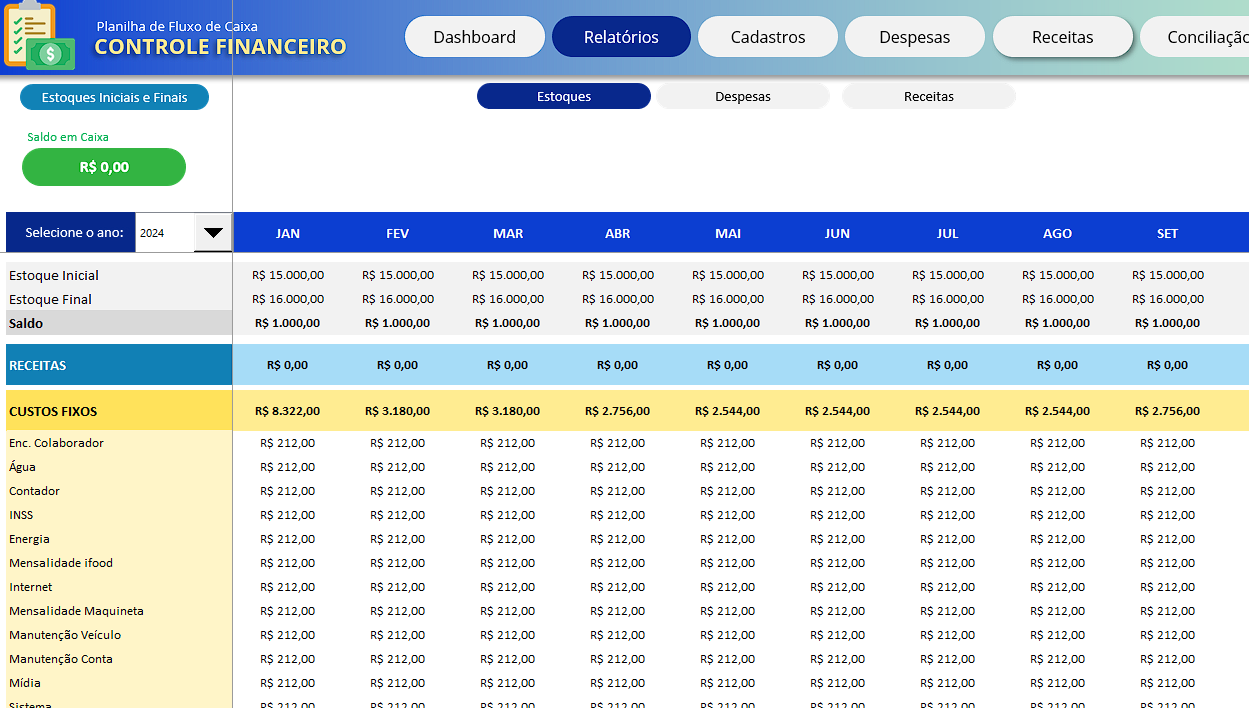 Planilha de Fluxo de Caixa
CONTROLE FINANCEIRO
Dashboard Relatórios Cadastros Despesas Receitas Conciliação
Estoques Iniciais e Finais
Estoques Despesas Receitas
Saldo em Caixa
R$ 0,00
Selecione o ano: 2024 JAN FEV MAR ABR MAI JUN JUL AGO SET
Estoque Inicial R$ 15.000,00 R$ 15.000,00 R$ 15.000,00 R$ 15.000,00 R$ 15.000,00 R$ 15.000,00 R$ 15.000,00 R$ 15.000,00 R$ 15.000,00
Estoque Final R$ 16.000,00 R$ 16.000,00 R$ 16.000,00 R$ 16.000,00 R$ 16.000,00 R$ 16.000,00 R$ 16.000,00 R$ 16.000,00 R$ 16.000,00
Saldo R$ 1.000,00 R$ 1.000,00 R$ 1.000,00 R$ 1.000,00 R$ 1.000,00 R$ 1.000,00 R$ 1.000,00 R$ 1.000,00 R$ 1.000,00
RECEITAS R$ 0,00 R$ 0,00 R$ 0,00 R$ 0,00 R$ 0,00 R$ 0,00 R$ 0,00 R$ 0,00 R$ 0,00
CUSTOS FIXOS R$ 8.322,00 R$ 3.180,00 R$ 3.180,00 R$ 2.756,00 R$ 2.544,00 R$ 2.544,00 R$ 2.544,00 R$ 2.544,00 R$ 2.756,00
Enc. Colaborador R$ 212,00 R$ 212,00 R$ 212,00 R$ 212,00 R$ 212,00 R$ 212,00 R$ 212,00 R$ 212,00 R$ 212,00
Água R$ 212,00 R$ 212,00 R$ 212,00 R$ 212,00 R$ 212,00 R$ 212,00 R$ 212,00 R$ 212,00 R$ 212,00
Contador R$ 212,00 R$ 212,00 R$ 212,00 R$ 212,00 R$ 212,00 R$ 212,00 R$ 212,00 R$ 212,00 R$ 212,00
INSS R$ 212,00 R$ 212,00 R$ 212,00 R$ 212,00 R$ 212,00 R$ 212,00 R$ 212,00 R$ 212,00 R$ 212,00
Energia R$ 212,00 R$ 212,00 R$ 212,00 R$ 212,00 R$ 212,00 R$ 212,00 R$ 212,00 R$ 212,00 R$ 212,00
Mensalidade ifood R$ 212,00 R$ 212,00 R$ 212,00 R$ 212,00 R$ 212,00 R$ 212,00 R$ 212,00 R$ 212,00 R$ 212,00
Internet R$ 212,00 R$ 212,00 R$ 212,00 R$ 212,00 R$ 212,00 R$ 212,00 R$ 212,00 R$ 212,00 R$ 212,00
Mensalidade Maquineta R$ 212,00 R$ 212,00 R$ 212,00 R$ 212,00 R$ 212,00 R$ 212,00 R$ 212,00 R$ 212,00 R$ 212,00
Manutenção Veículo R$ 212,00 R$ 212,00 R$ 212,00 R$ 212,00 R$ 212,00 R$ 212,00 R$ 212,00 R$ 212,00 R$ 212,00
Manutenção Conta R$ 212,00 R$ 212,00 R$ 212,00 R$ 212,00 R$ 212,00 R$ 212,00 R$ 212,00 R$ 212,00 R$ 212,00
Mídia R$ 212,00 R$ 212,00 R$ 212,00 R$ 212,00 R$ 212,00 R$ 212,00 R$ 212,00 R$ 212,00 R$ 212,00
Sistema R$ 212,00 R$ 212,00 R$ 212,00 R$ 212,00 R$ 212,00 R$ 212,00 R$ 212,00 R$ 212,00 R$ 212,00